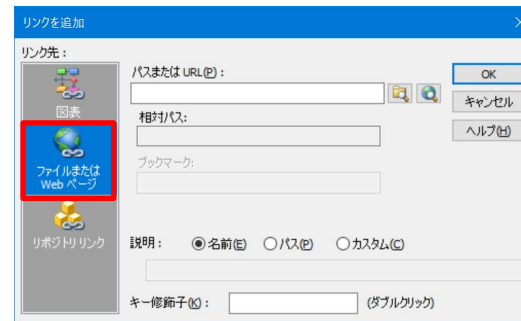 リンクを追加
リンク先：
図表
ファイルまたは
Web ページ
リポジトリ リンク
パスまたは URL(P)：
相対パス:
ブックマーク:
説明：
名前(E)
パス(P)
カスタム(C)
キー修飾子(K)：
(ダブルクリック)
OK
キャンセル
ヘルプ(H)